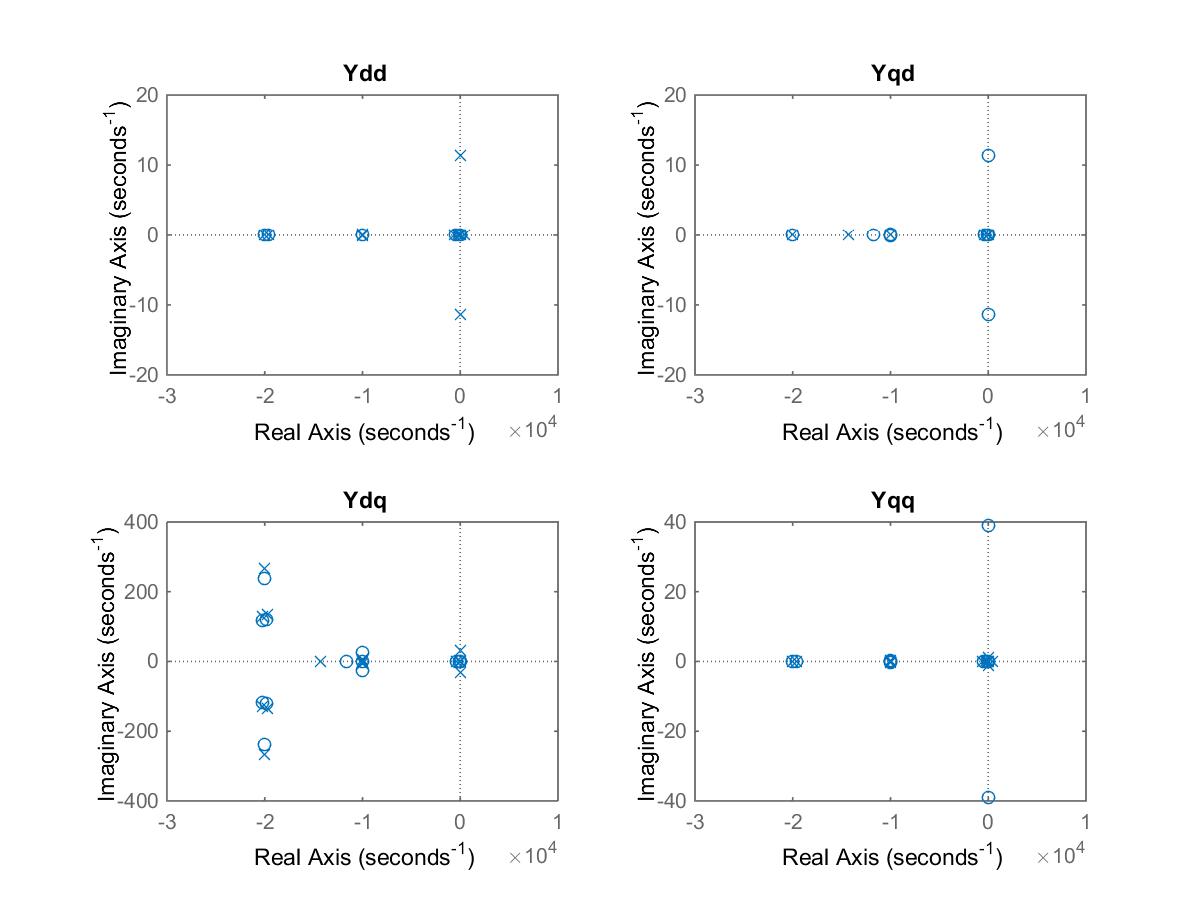 Ydd
Imaginary Axis (seconds⁻¹)
20
10
0
-10
-20
-3 -2 -1 0 1
Real Axis (seconds⁻¹)
×10⁴
Yqd
Imaginary Axis (seconds⁻¹)
20
10
0
-10
-20
-3 -2 -1 0 1
Real Axis (seconds⁻¹)
×10⁴
Ydq
Imaginary Axis (seconds⁻¹)
400
200
0
-200
-400
-3 -2 -1 0 1
Real Axis (seconds⁻¹)
×10⁴
Yqq
Imaginary Axis (seconds⁻¹)
40
20
0
-20
-40
-3 -2 -1 0 1
Real Axis (seconds⁻¹)
×10⁴